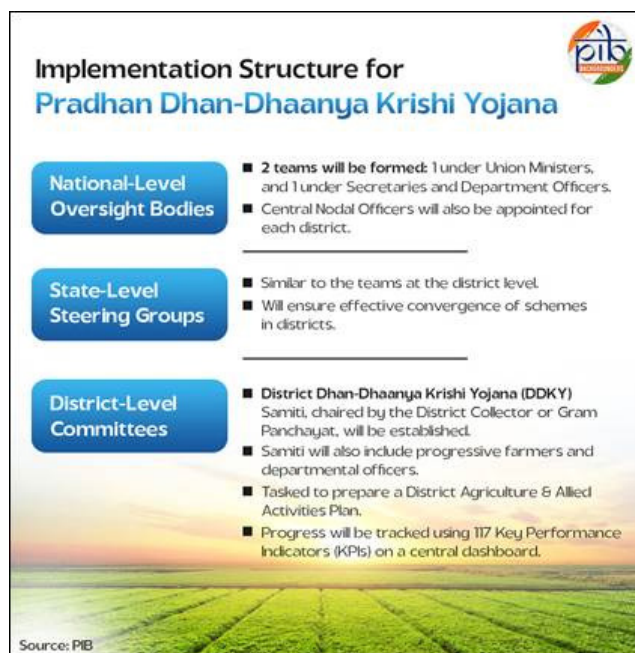 pib
BACKGROUNDERS
Implementation Structure for
Pradhan Dhan-Dhaanya Krishi Yojana
National-Level
Oversight Bodies
■ 2 teams will be formed: 1 under Union Ministers,
and 1 under Secretaries and Department Officers.
■ Central Nodal Officers will also be appointed for
each district.
State-Level
Steering Groups
■ Similar to the teams at the district level.
■ Will ensure effective convergence of schemes
in districts.
District-Level
Committees
■ District Dhan-Dhaanya Krishi Yojana (DDKY)
Samiti, chaired by the District Collector or Gram
Panchayat, will be established.
■ Samiti will also include progressive farmers and
departmental officers.
■ Tasked to prepare a District Agriculture & Allied
Activities Plan.
■ Progress will be tracked using 117 Key Performance
Indicators (KPIs) on a central dashboard.
Source: PIB